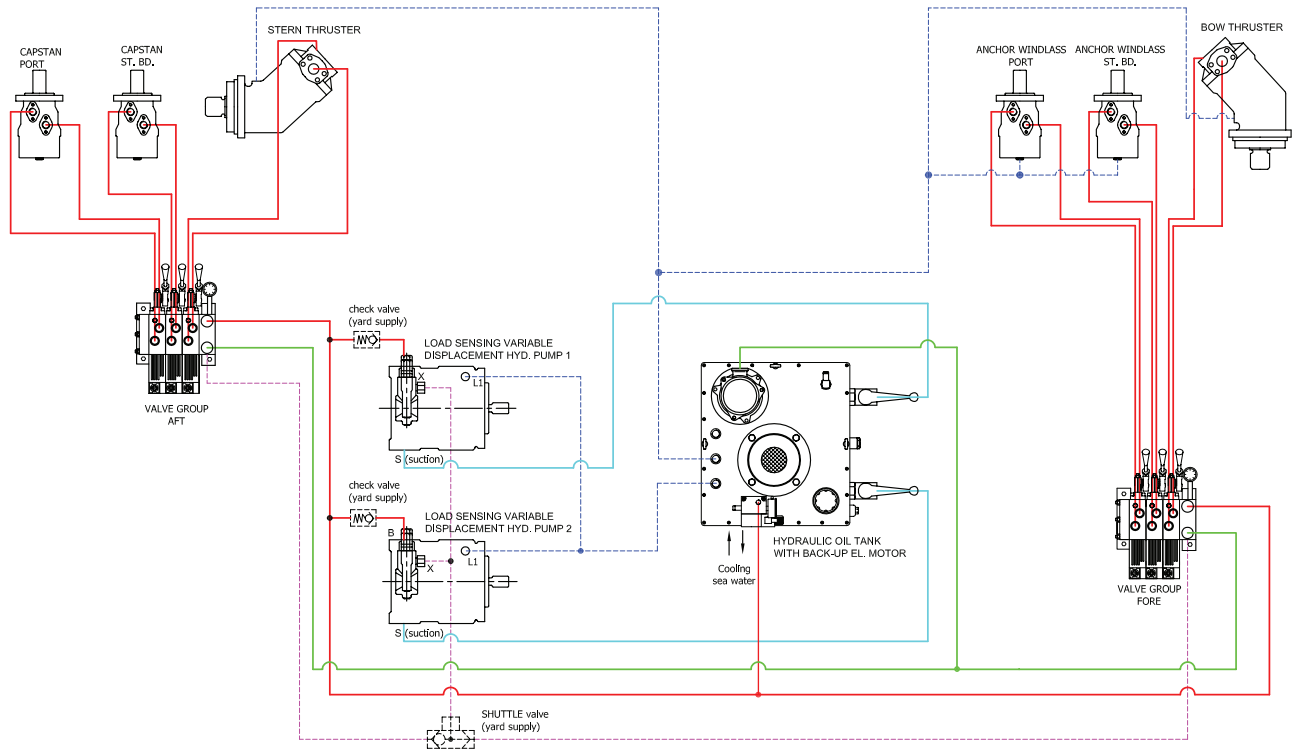 STERN THRUSTER
CAPSTAN
PORT
CAPSTAN
ST. BD.
ANCHOR WINDLASS
PORT
ANCHOR WINDLASS
ST. BD.
BOW THRUSTER
check valve
(yard supply)
LOAD SENSING VARIABLE
DISPLACEMENT HYD. PUMP 1
X
L1
S (suction)
VALVE GROUP
AFT
check valve
(yard supply)
LOAD SENSING VARIABLE
DISPLACEMENT HYD. PUMP 2
B
X
L1
S (suction)
HYDRAULIC OIL TANK
WITH BACK-UP EL. MOTOR
Cooling
sea water
VALVE GROUP
FORE
SHUTTLE valve
(yard supply)